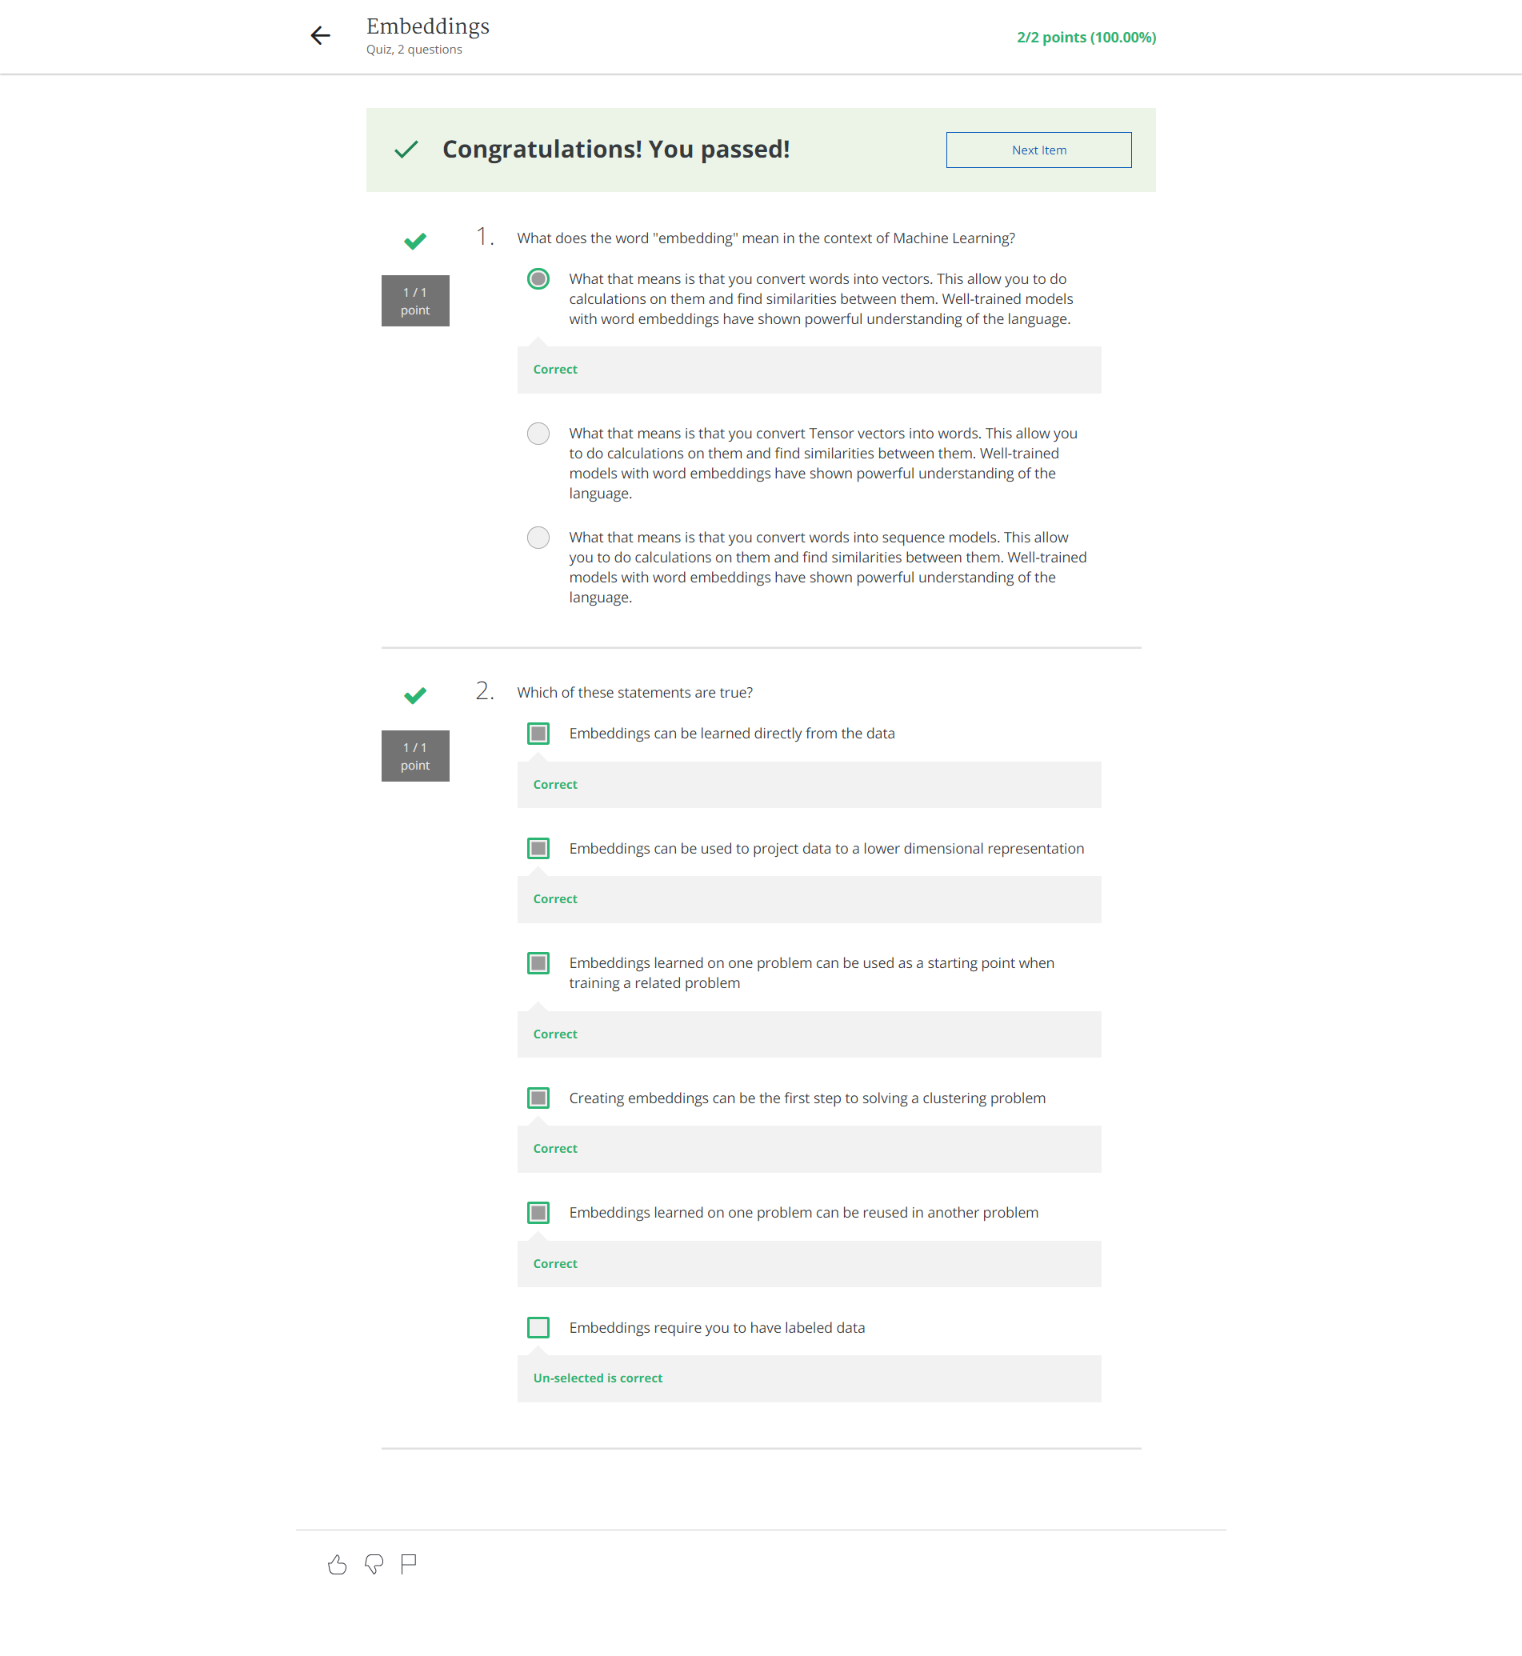 Embeddings
Quiz, 2 questions
2/2 points (100.00%)
Congratulations! You passed!
Next Item
1 / 1
point
1.
What does the word "embedding" mean in the context of Machine Learning?
What that means is that you convert words into vectors. This allow you to do
calculations on them and find similarities between them. Well-trained models
with word embeddings have shown powerful understanding of the language.
Correct
What that means is that you convert Tensor vectors into words. This allow you
to do calculations on them and find similarities between them. Well-trained
models with word embeddings have shown powerful understanding of the
language.
What that means is that you convert words into sequence models. This allow
you to do calculations on them and find similarities between them. Well-trained
models with word embeddings have shown powerful understanding of the
language.
1 / 1
point
2.
Which of these statements are true?
Embeddings can be learned directly from the data
Correct
Embeddings can be used to project data to a lower dimensional representation
Correct
Embeddings learned on one problem can be used as a starting point when
training a related problem
Correct
Creating embeddings can be the first step to solving a clustering problem
Correct
Embeddings learned on one problem can be reused in another problem
Correct
Embeddings require you to have labeled data
Un-selected is correct